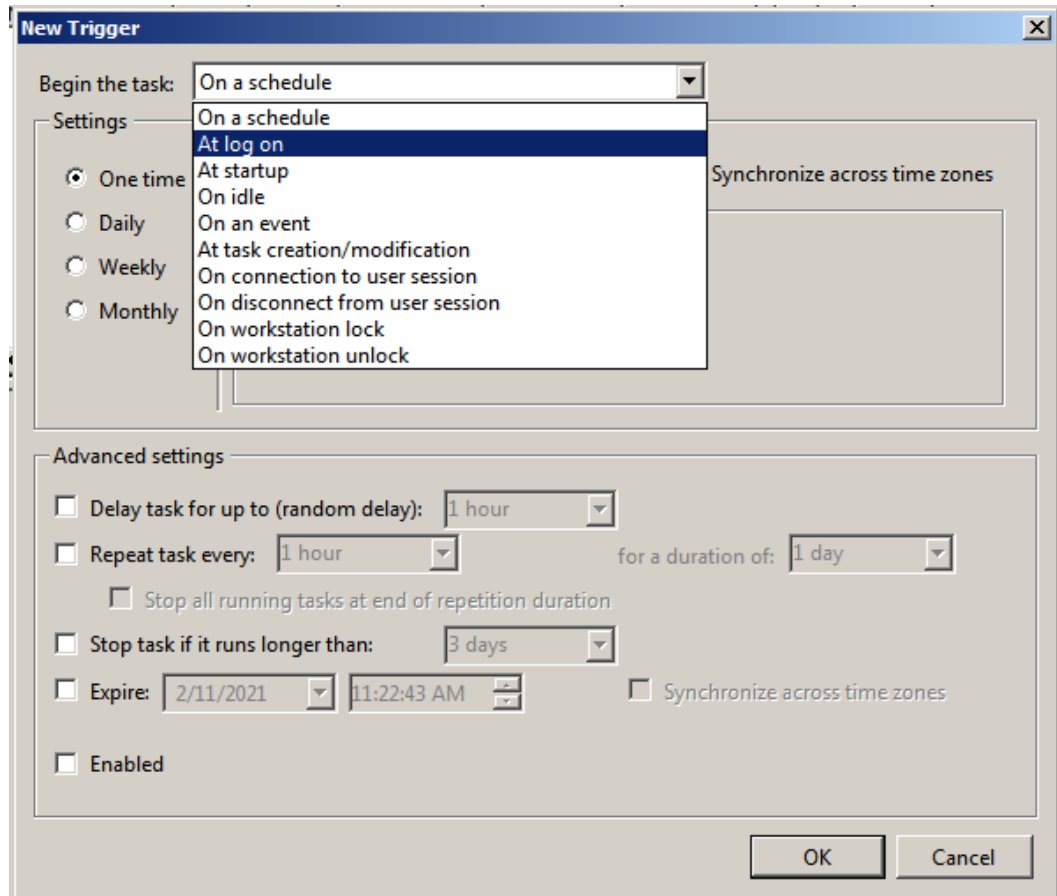 New Trigger
Begin the task: On a schedule
On a schedule
Settings
At log on
At startup
One time
Synchronize across time zones
On idle
Daily
On an event
At task creation/modification
Weekly
On connection to user session
On disconnect from user session
Monthly
On workstation lock
On workstation unlock
Advanced settings
Delay task for up to (random delay): 1 hour
Repeat task every: 1 hour for a duration of: 1 day
Stop all running tasks at end of repetition duration
Stop task if it runs longer than: 3 days
Expire: 2/11/2021 11:22:43 AM Synchronize across time zones
Enabled
OK Cancel